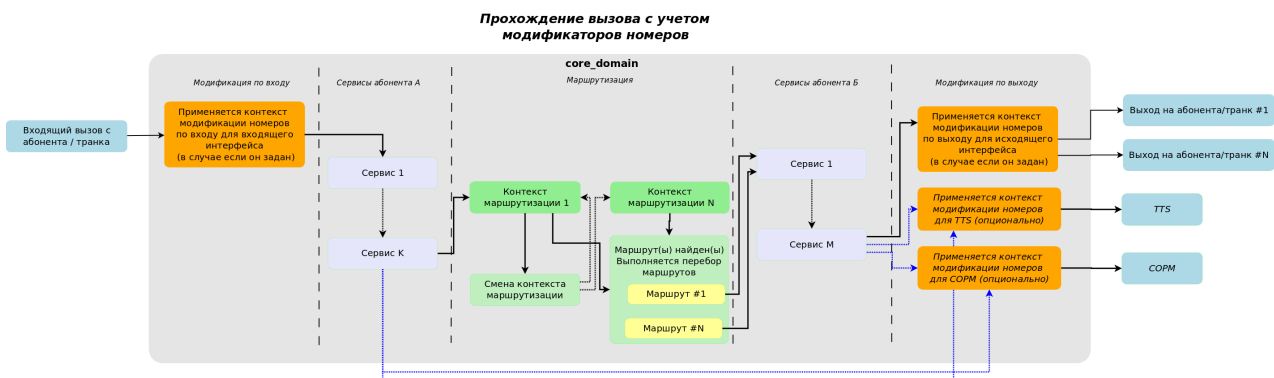 Прохождение вызова с учетом
модификаторов номеров
core_domain
Модификация по входу
Сервисы абонента А
Маршрутизация
Сервисы абонента Б
Модификация по выходу
Входящий вызов с
абонента / транка
Применяется контекст
модификации номеров
по входу для входящего
интерфейса
(в случае если он задан)
Сервис 1
Сервис K
Контекст
маршрутизации 1
Смена контекста
маршрутизации
Контекст
маршрутизации N
Маршрут(ы) найден(ы)
Выполняется перебор
маршрутов
Маршрут #1
Маршрут #N
Сервис 1
Сервис M
Применяется контекст
модификации номеров
по выходу для исходящего
интерфейса
(в случае если он задан)
Применяется контекст
модификации номеров
для TTS (опционально)
Применяется контекст
модификации номеров
для СОРМ (опционально)
Выход на абонента/транк #1
Выход на абонента/транк #N
TTS
СОРМ